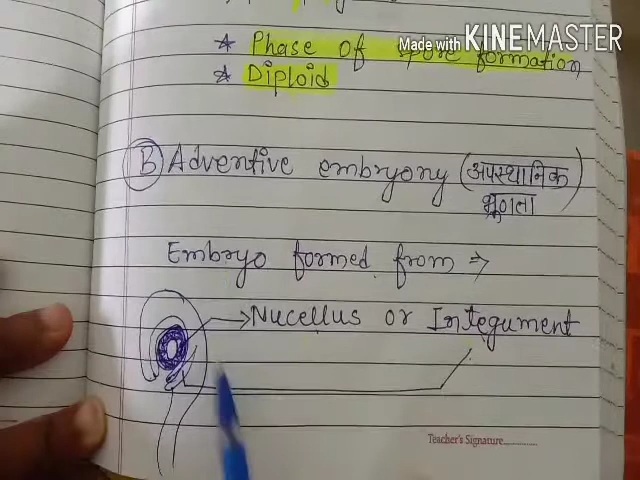 Made with KINEMASTER
* Phase of spore formation
* Diploid
(B) Adventive embryony (अपस्थानिक
भ्रूणता)
Embryo formed from ⇒
→ Nucellus or Integument
Teacher's Signature